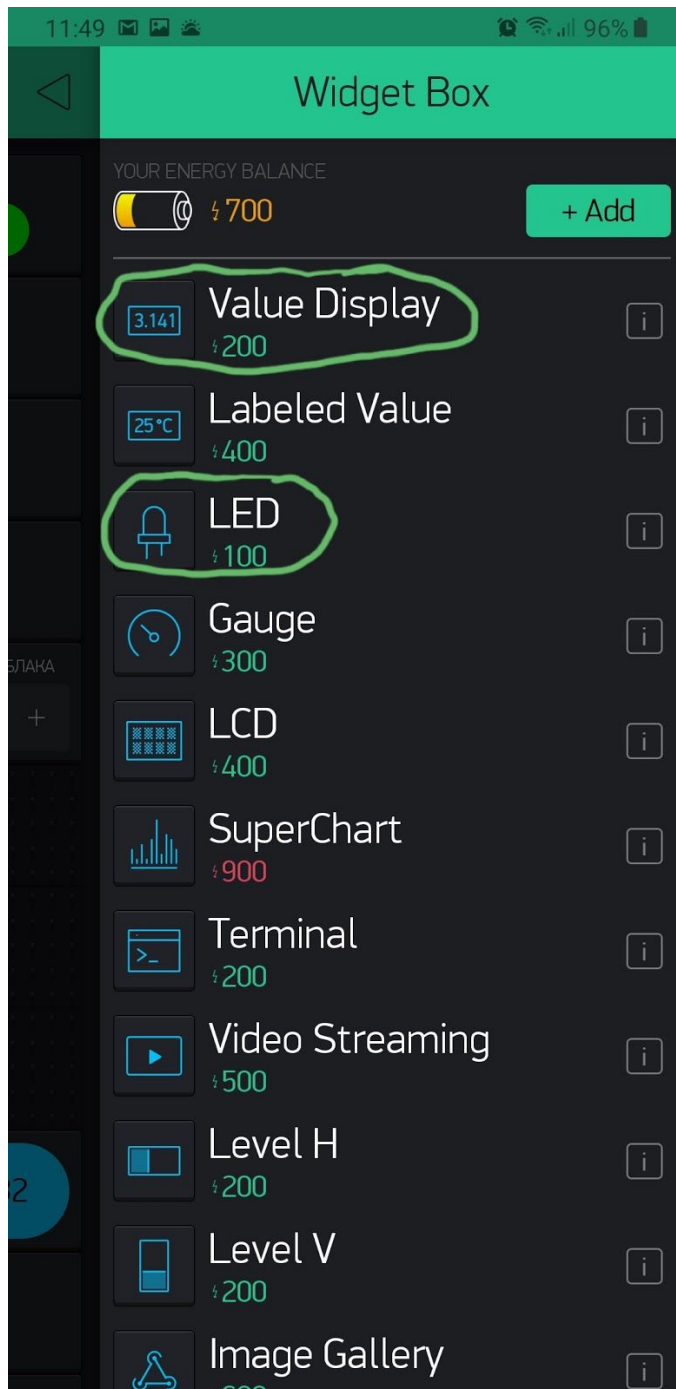 11:49 96%
Widget Box
YOUR ENERGY BALANCE
700
+ Add
3.141 Value Display
200
25°C Labeled Value
400
LED
100
Gauge
300
БЛАКА
LCD
400
SuperChart
900
Terminal
200
Video Streaming
500
Level H
200
Level V
200
Image Gallery